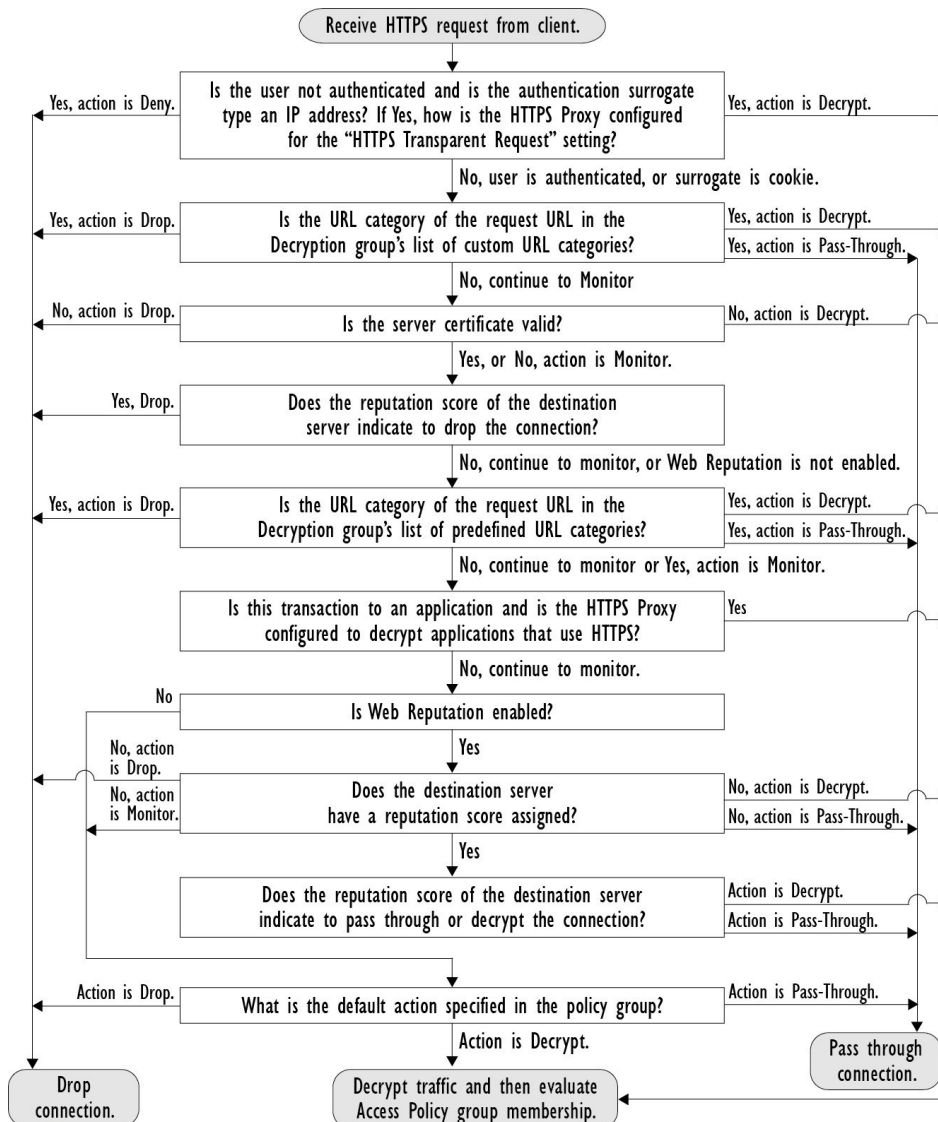 Receive HTTPS request from client.
Yes, action is Deny.
Is the user not authenticated and is the authentication surrogate
type an IP address? If Yes, how is the HTTPS Proxy configured
for the “HTTPS Transparent Request” setting?
Yes, action is Decrypt.
No, user is authenticated, or surrogate is cookie.
Yes, action is Drop.
Is the URL category of the request URL in the
Decryption group’s list of custom URL categories?
Yes, action is Decrypt.
Yes, action is Pass-Through.
No, continue to Monitor
No, action is Drop.
Is the server certificate valid?
No, action is Decrypt.
Yes, or No, action is Monitor.
Yes, Drop.
Does the reputation score of the destination
server indicate to drop the connection?
No, continue to monitor, or Web Reputation is not enabled.
Yes, action is Drop.
Is the URL category of the request URL in the
Decryption group’s list of predefined URL categories?
Yes, action is Decrypt.
Yes, action is Pass-Through.
No, continue to monitor or Yes, action is Monitor.
Is this transaction to an application and is the HTTPS Proxy
configured to decrypt applications that use HTTPS?
Yes
No, continue to monitor.
No
Is Web Reputation enabled?
Yes
No, action
is Drop.
No, action
is Monitor.
Does the destination server
have a reputation score assigned?
No, action is Decrypt.
No, action is Pass-Through.
Yes
Does the reputation score of the destination server
indicate to pass through or decrypt the connection?
Action is Decrypt.
Action is Pass-Through.
Action is Drop.
What is the default action specified in the policy group?
Action is Pass-Through.
Action is Decrypt.
Drop
connection.
Decrypt traffic and then evaluate
Access Policy group membership.
Pass through
connection.